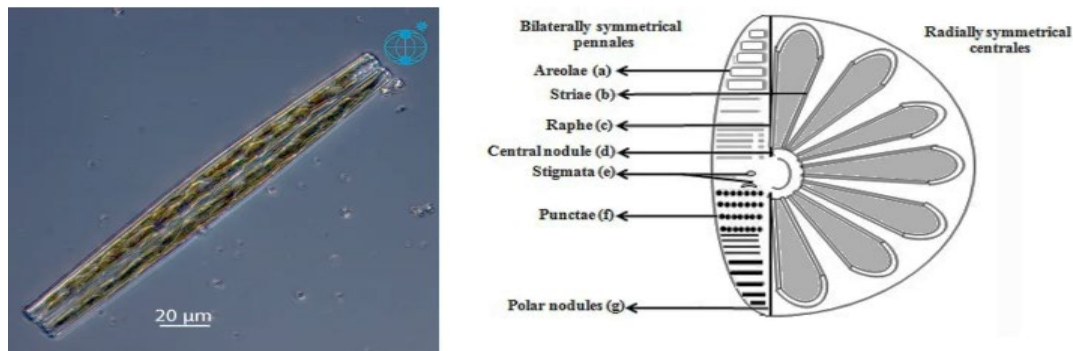 20 µm
Bilaterally symmetrical
pennales
Radially symmetrical
centrales
Areolae (a)
Striae (b)
Raphe (c)
Central nodule (d)
Stigmata (e)
Punctae (f)
Polar nodules (g)